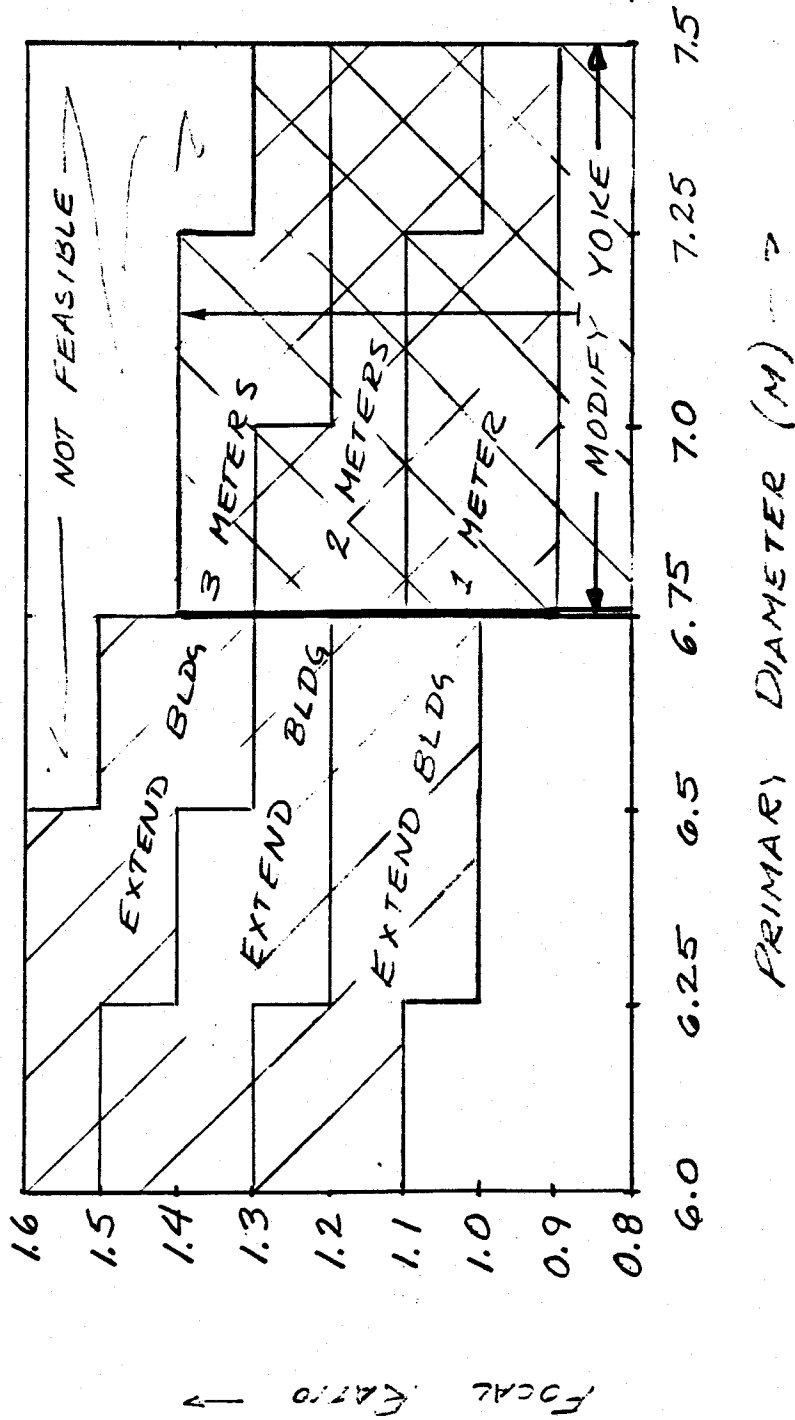 NOT FEASIBLE
3 METERS
2 METERS
1 METER
EXTEND BLDG
EXTEND BLDG
EXTEND BLDG
MODIFY YOKE
1.6
1.5
1.4
1.3
1.2
1.1
1.0
0.9
0.8
6.0 6.25 6.5 6.75 7.0 7.25 7.5
FOCAL RATIO →
PRIMARY DIAMETER (M) →